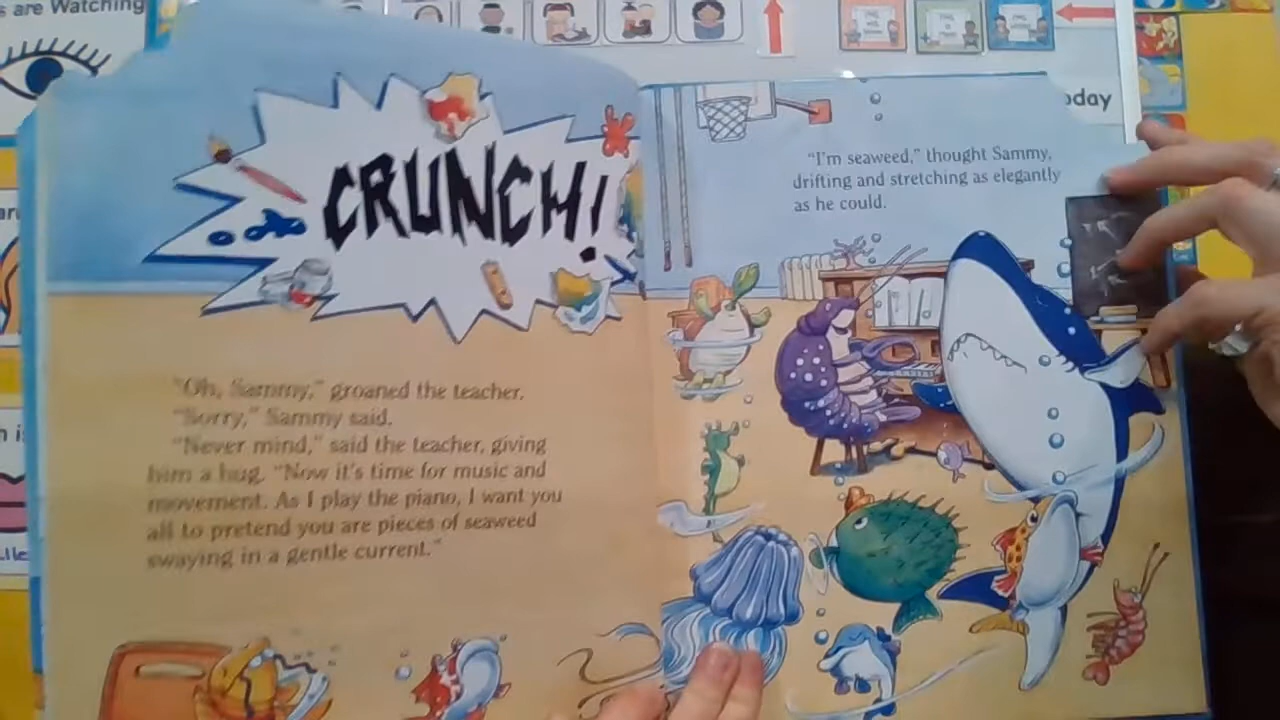 s are Watching
CRUNCH!
"Oh, Sammy," groaned the teacher.
"Sorry," Sammy said.
"Never mind," said the teacher, giving
him a hug. "Now it's time for music and
movement. As I play the piano, I want you
all to pretend you are pieces of seaweed
swaying in a gentle current."
"I'm seaweed," thought Sammy,
drifting and stretching as elegantly
as he could.
oday